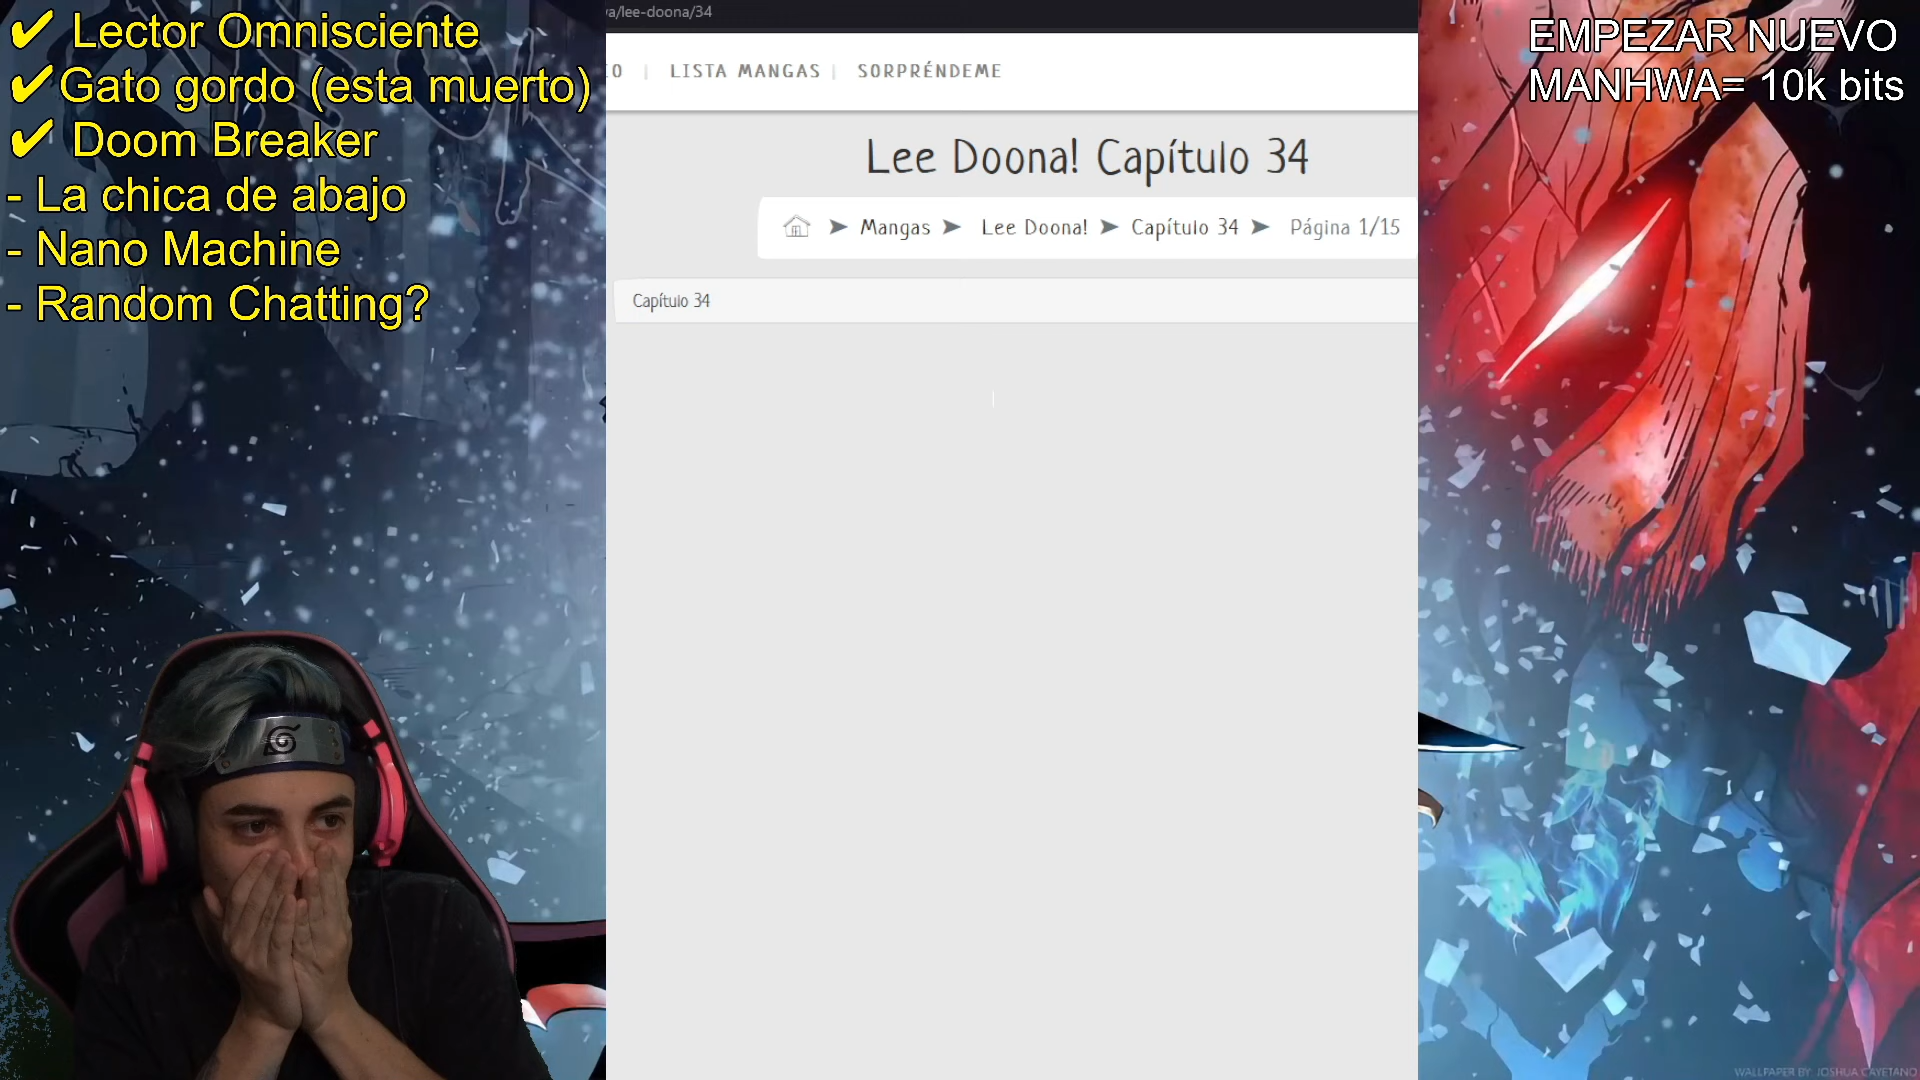 ✔ Lector Omnisciente
✔ Gato gordo (esta muerto)
✔ Doom Breaker
- La chica de abajo
- Nano Machine
- Random Chatting?
/lee-doona/34
LISTA MANGAS | SORPRÉNDEME
Lee Doona! Capítulo 34
Mangas ➤ Lee Doona! ➤ Capítulo 34 ➤ Página 1/15
Capítulo 34
EMPEZAR NUEVO
MANHWA= 10k bits
WALLPAPER BY: JOSHUA CAYETANO